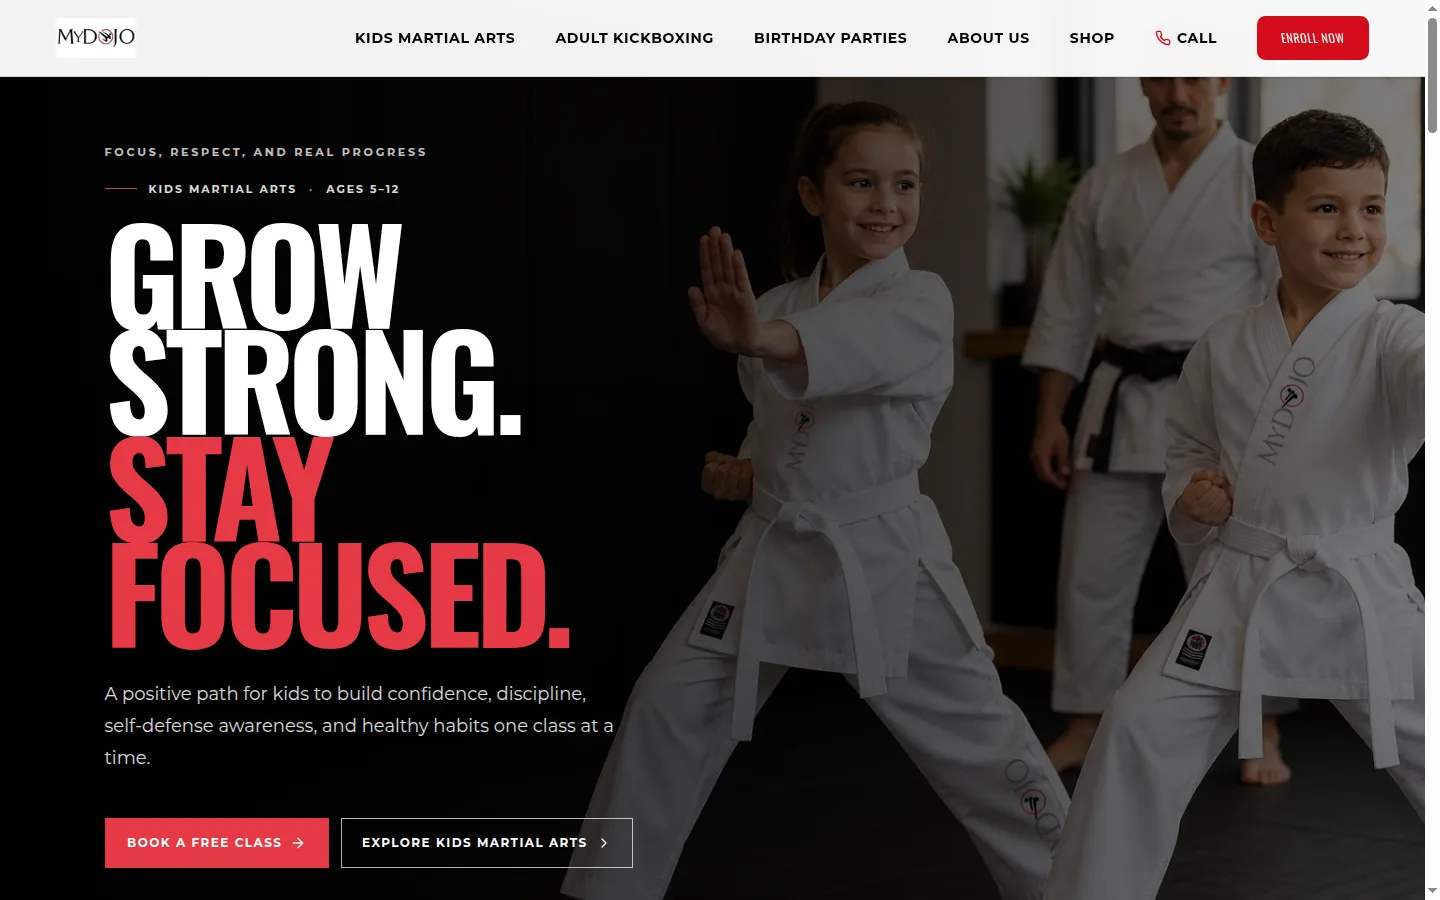 MYDOJO
KIDS MARTIAL ARTS
ADULT KICKBOXING
BIRTHDAY PARTIES
ABOUT US
SHOP
CALL
ENROLL NOW
FOCUS, RESPECT, AND REAL PROGRESS
KIDS MARTIAL ARTS · AGES 5–12
GROW
STRONG.
STAY
FOCUSED.
A positive path for kids to build confidence, discipline,
self-defense awareness, and healthy habits one class at a
time.
BOOK A FREE CLASS
EXPLORE KIDS MARTIAL ARTS
MYDOJO
MYDOJO